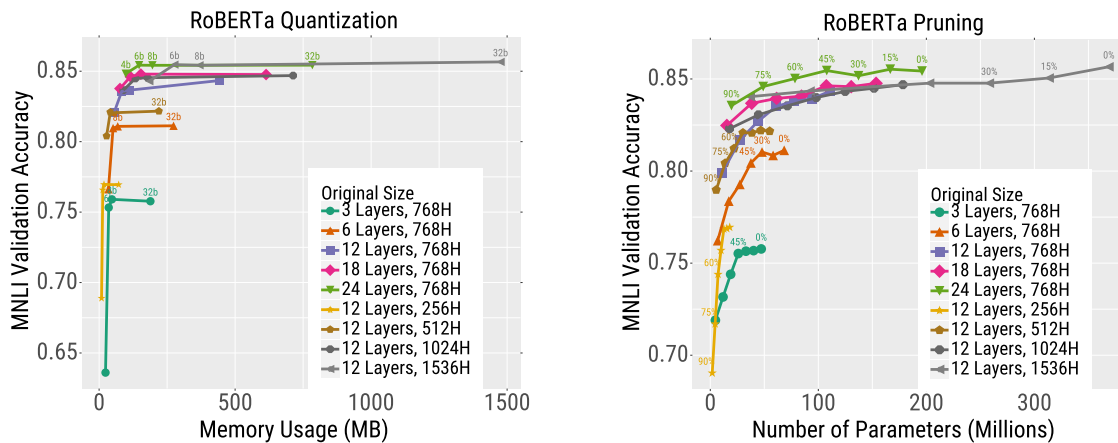 RoBERTa Quantization
MNLI Validation Accuracy
0.85
0.80
0.75
0.70
0.65
4b
6b
8b
6b
8b
32b
32b
32b
6b
32b
32b
Original Size
3 Layers, 768H
6 Layers, 768H
12 Layers, 768H
18 Layers, 768H
24 Layers, 768H
12 Layers, 256H
12 Layers, 512H
12 Layers, 1024H
12 Layers, 1536H
0
500
1000
1500
Memory Usage (MB)
RoBERTa Pruning
MNLI Validation Accuracy
0.85
0.80
0.75
0.70
90%
75%
60%
45%
30%
15%
0%
60%
30%
15%
0%
90%
75%
60%
45%
30%
0%
45%
0%
90%
75%
60%
Original Size
3 Layers, 768H
6 Layers, 768H
12 Layers, 768H
18 Layers, 768H
24 Layers, 768H
12 Layers, 256H
12 Layers, 512H
12 Layers, 1024H
12 Layers, 1536H
0
100
200
300
Number of Parameters (Millions)